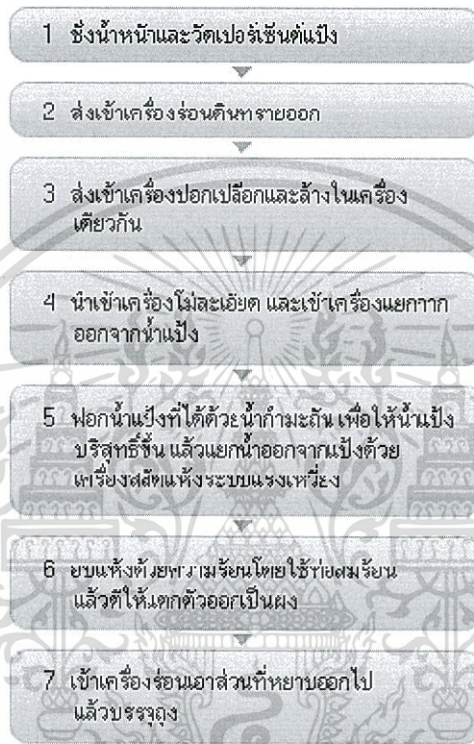 1 ชั่งน้ำหนักและวัดเปอร์เซ็นต์แป้ง
2 ส่งเข้าเครื่องร่อนดินทรายออก
3 ส่งเข้าเครื่องปอกเปลือกและล้างในเครื่อง
เดียวกัน
4 นำเข้าเครื่องโม่ละเอียด และเข้าเครื่องแยกกาก
ออกจากน้ำแป้ง
5 ฟอกน้ำแป้งที่ได้ด้วยน้ำกำมะถัน เพื่อให้น้ำแป้ง
บริสุทธิ์ขึ้น แล้วแยกน้ำออกจากแป้งด้วย
เครื่องสลัดแห้งระบบแรงเหวี่ยง
6 อบแห้งด้วยความร้อนโดยใช้ท่อลมร้อน
แล้วตีให้แตกตัวออกเป็นผง
7 เข้าเครื่องร่อนเอาส่วนที่หยาบออกไป
แล้วบรรจุถุง